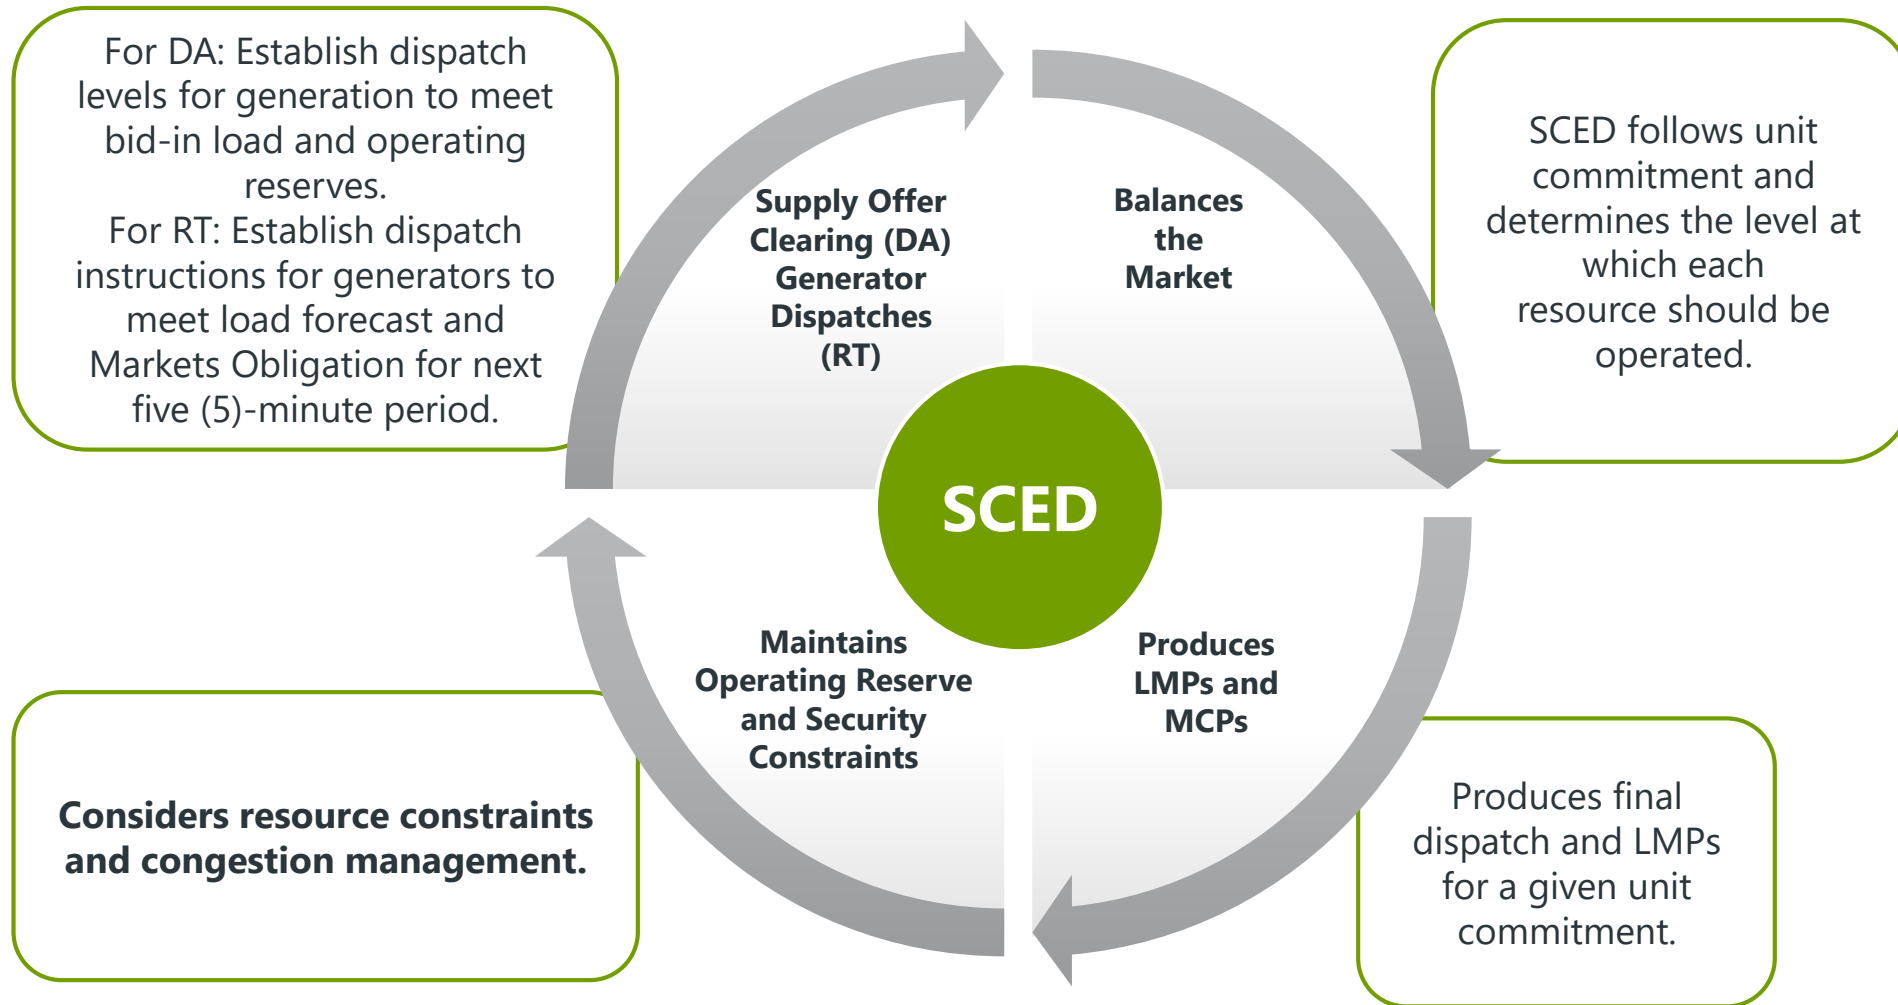 For DA: Establish dispatch
levels for generation to meet
bid-in load and operating
reserves.
For RT: Establish dispatch
instructions for generators to
meet load forecast and
Markets Obligation for next
five (5)-minute period.
Supply Offer
Clearing (DA)
Generator
Dispatches
(RT)
Balances
the
Market
SCED follows unit
commitment and
determines the level at
which each
resource should be
operated.
SCED
Maintains
Operating Reserve
and Security
Constraints
Produces
LMPs and
MCPs
Considers resource constraints
and congestion management.
Produces final
dispatch and LMPs
for a given unit
commitment.